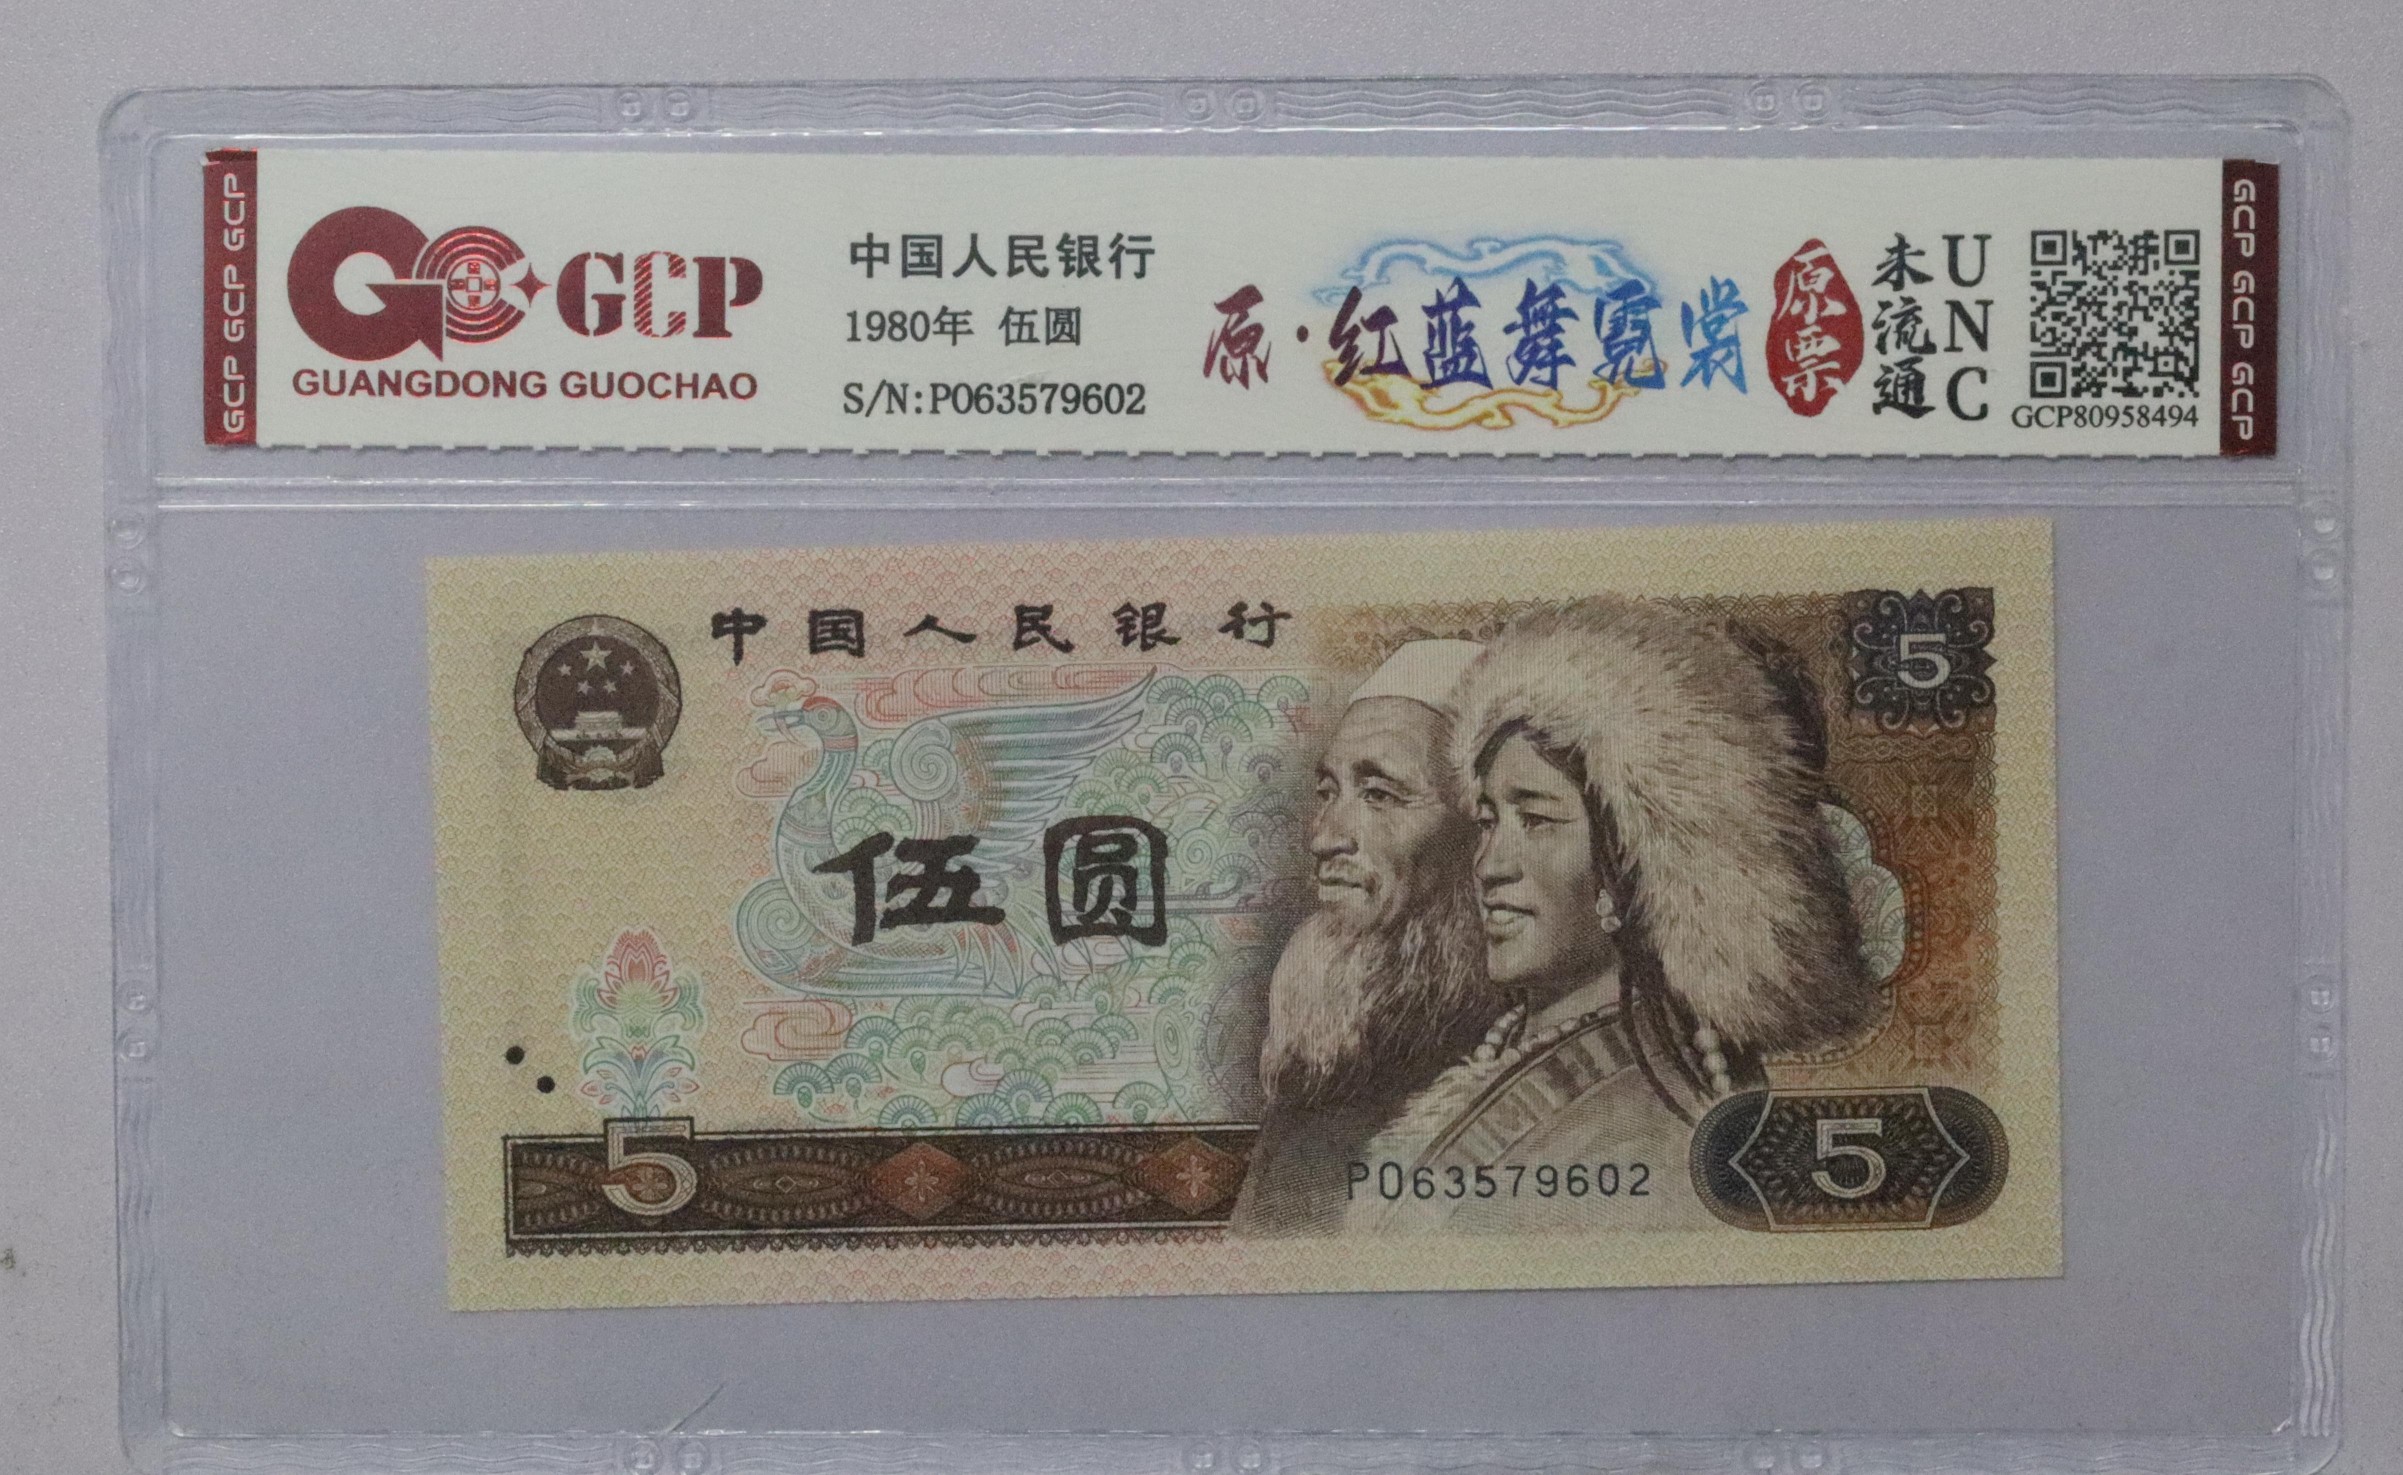 GCP GCP GCP
GCP
GUANGDONG GUOCHAO
中国人民银行
1980年 伍圆
S/N:PO63579602
原·红蓝舞霓裳
原票
未流通
UNC
GCP80958494
GCP GCP GCP
中国人民银行
5
伍圆
5
PO63579602
5